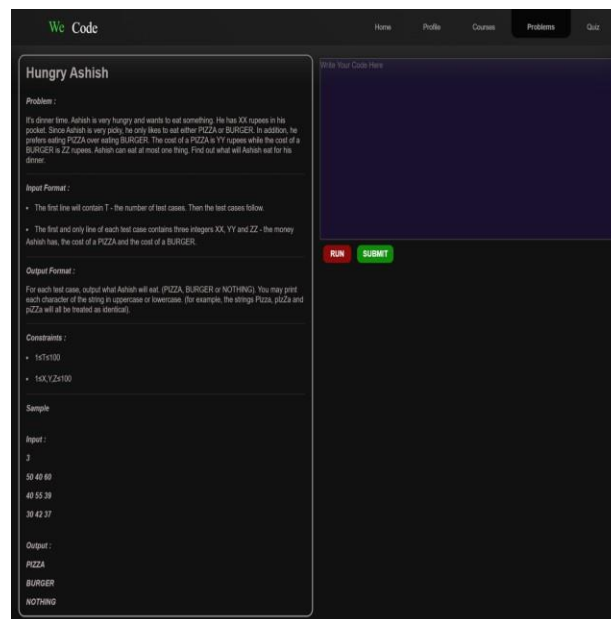 We Code
Home Profile Courses Problems Quiz
Hungry Ashish
Problem :
It's dinner time. Ashish is very hungry and wants to eat something. He has XX rupees in his
pocket. Since Ashish is very picky, he only likes to eat either PIZZA or BURGER. In addition, he
prefers eating PIZZA over eating BURGER. The cost of a PIZZA is YY rupees while the cost of a
BURGER is ZZ rupees. Ashish can eat at most one thing. Find out what will Ashish eat for his
dinner.
Input Format :
• The first line will contain T - the number of test cases. Then the test cases follow.
• The first and only line of each test case contains three integers XX, YY and ZZ - the money
Ashish has, the cost of a PIZZA and the cost of a BURGER.
Output Format :
For each test case, output what Ashish will eat. (PIZZA, BURGER or NOTHING). You may print
each character of the string in uppercase or lowercase. (for example, the strings Pizza, pIzZa and
piZZa will all be treated as identical).
Constraints :
• 1≤T≤100
• 1≤X,Y,Z≤100
Sample
Input :
3
50 40 60
40 55 39
30 42 37
Output :
PIZZA
BURGER
NOTHING
Write Your Code Here
RUN SUBMIT